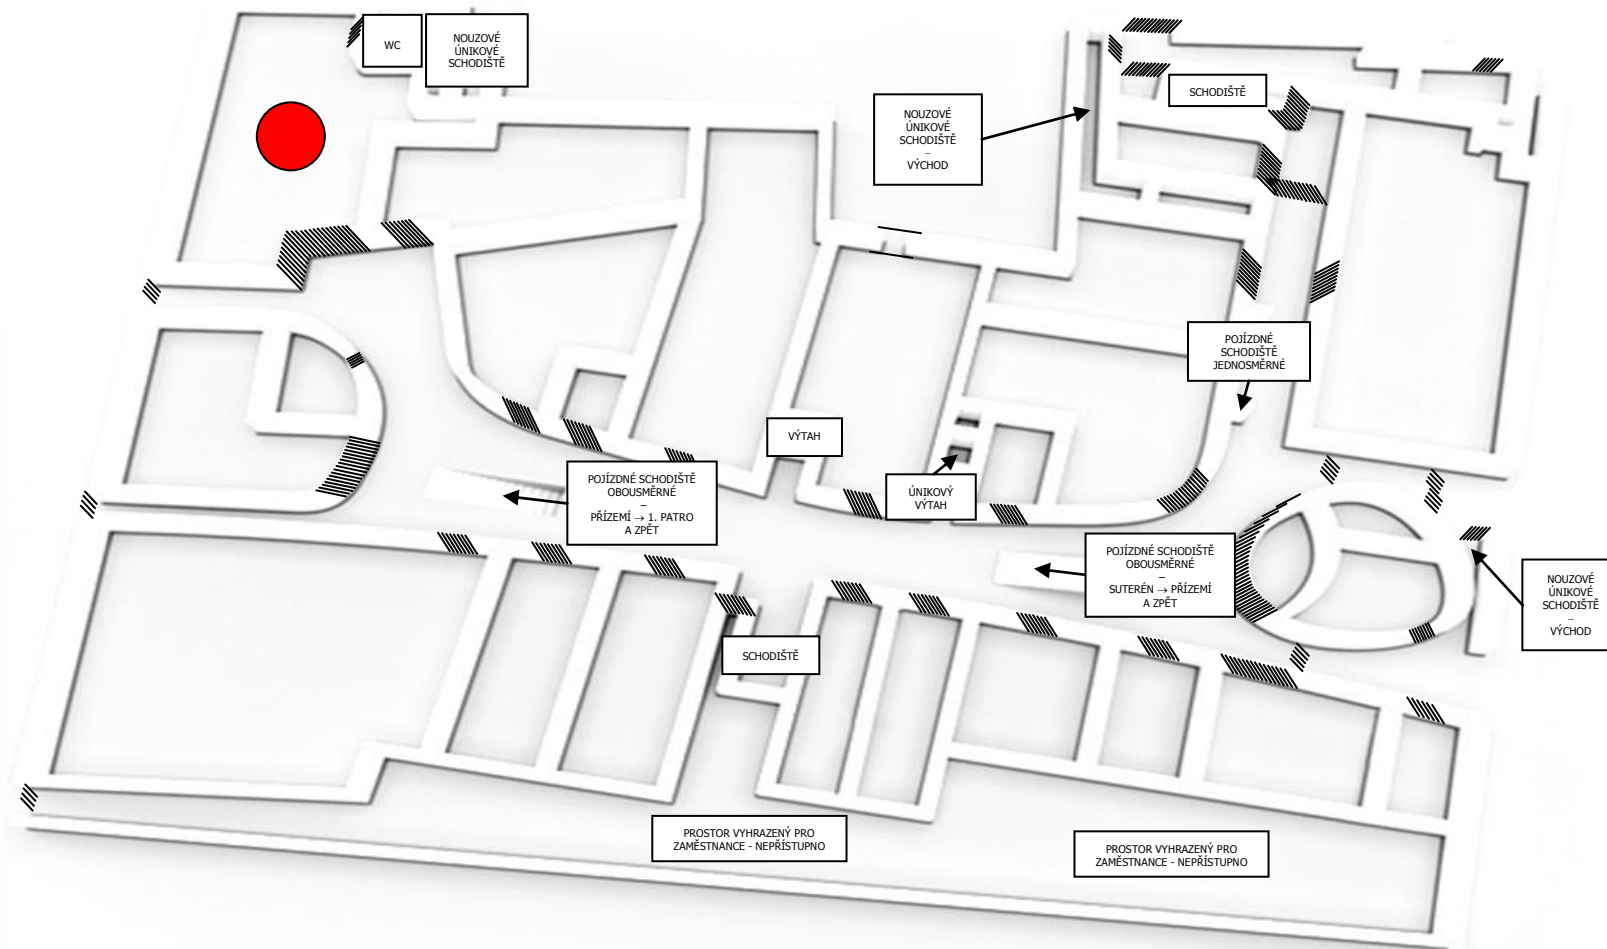 WC
NOUZOVÉ
ÚNIKOVÉ
SCHODIŠTĚ
SCHODIŠTĚ
NOUZOVÉ
ÚNIKOVÉ
SCHODIŠTĚ
–
VÝCHOD
POJÍZDNÉ
SCHODIŠTĚ
JEDNOSMĚRNÉ
VÝTAH
POJÍZDNÉ SCHODIŠTĚ
OBOUSMĚRNÉ
–
PŘÍZEMÍ → 1. PATRO
A ZPĚT
ÚNIKOVÝ
VÝTAH
POJÍZDNÉ SCHODIŠTĚ
OBOUSMĚRNÉ
–
SUTERÉN → PŘÍZEMÍ
A ZPĚT
NOUZOVÉ
ÚNIKOVÉ
SCHODIŠTĚ
–
VÝCHOD
SCHODIŠTĚ
PROSTOR VYHRAZENÝ PRO
ZAMĚSTNANCE - NEPŘÍSTUPNO
PROSTOR VYHRAZENÝ PRO
ZAMĚSTNANCE - NEPŘÍSTUPNO